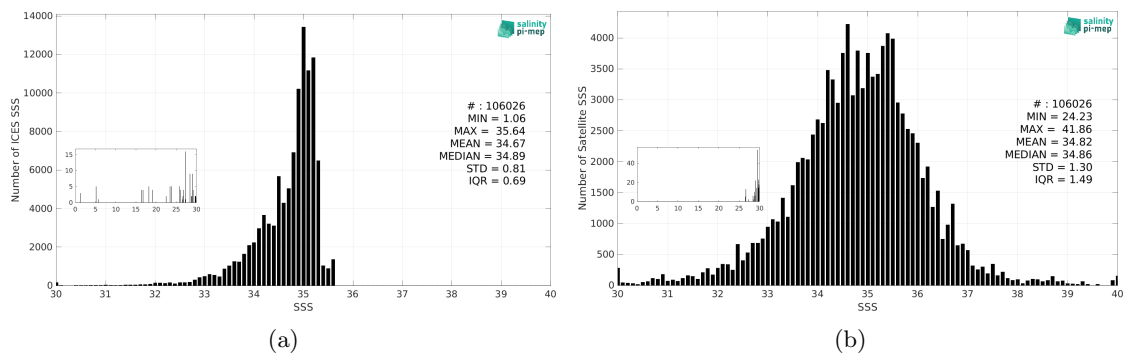 salinity
pi-mep
Number of ICES SSS
14000
12000
10000
8000
6000
4000
2000
0
# : 106026
MIN = 1.06
MAX = 35.64
MEAN = 34.67
MEDIAN = 34.89
STD = 0.81
IQR = 0.69
15
10
5
0
0 5 10 15 20 25 30
30 31 32 33 34 35 36 37 38 39 40
SSS
(a)
salinity
pi-mep
Number of Satellite SSS
4000
3500
3000
2500
2000
1500
1000
500
0
# : 106026
MIN = 24.23
MAX = 41.86
MEAN = 34.82
MEDIAN = 34.86
STD = 1.30
IQR = 1.49
40
20
0
0 5 10 15 20 25 30
30 31 32 33 34 35 36 37 38 39 40
SSS
(b)